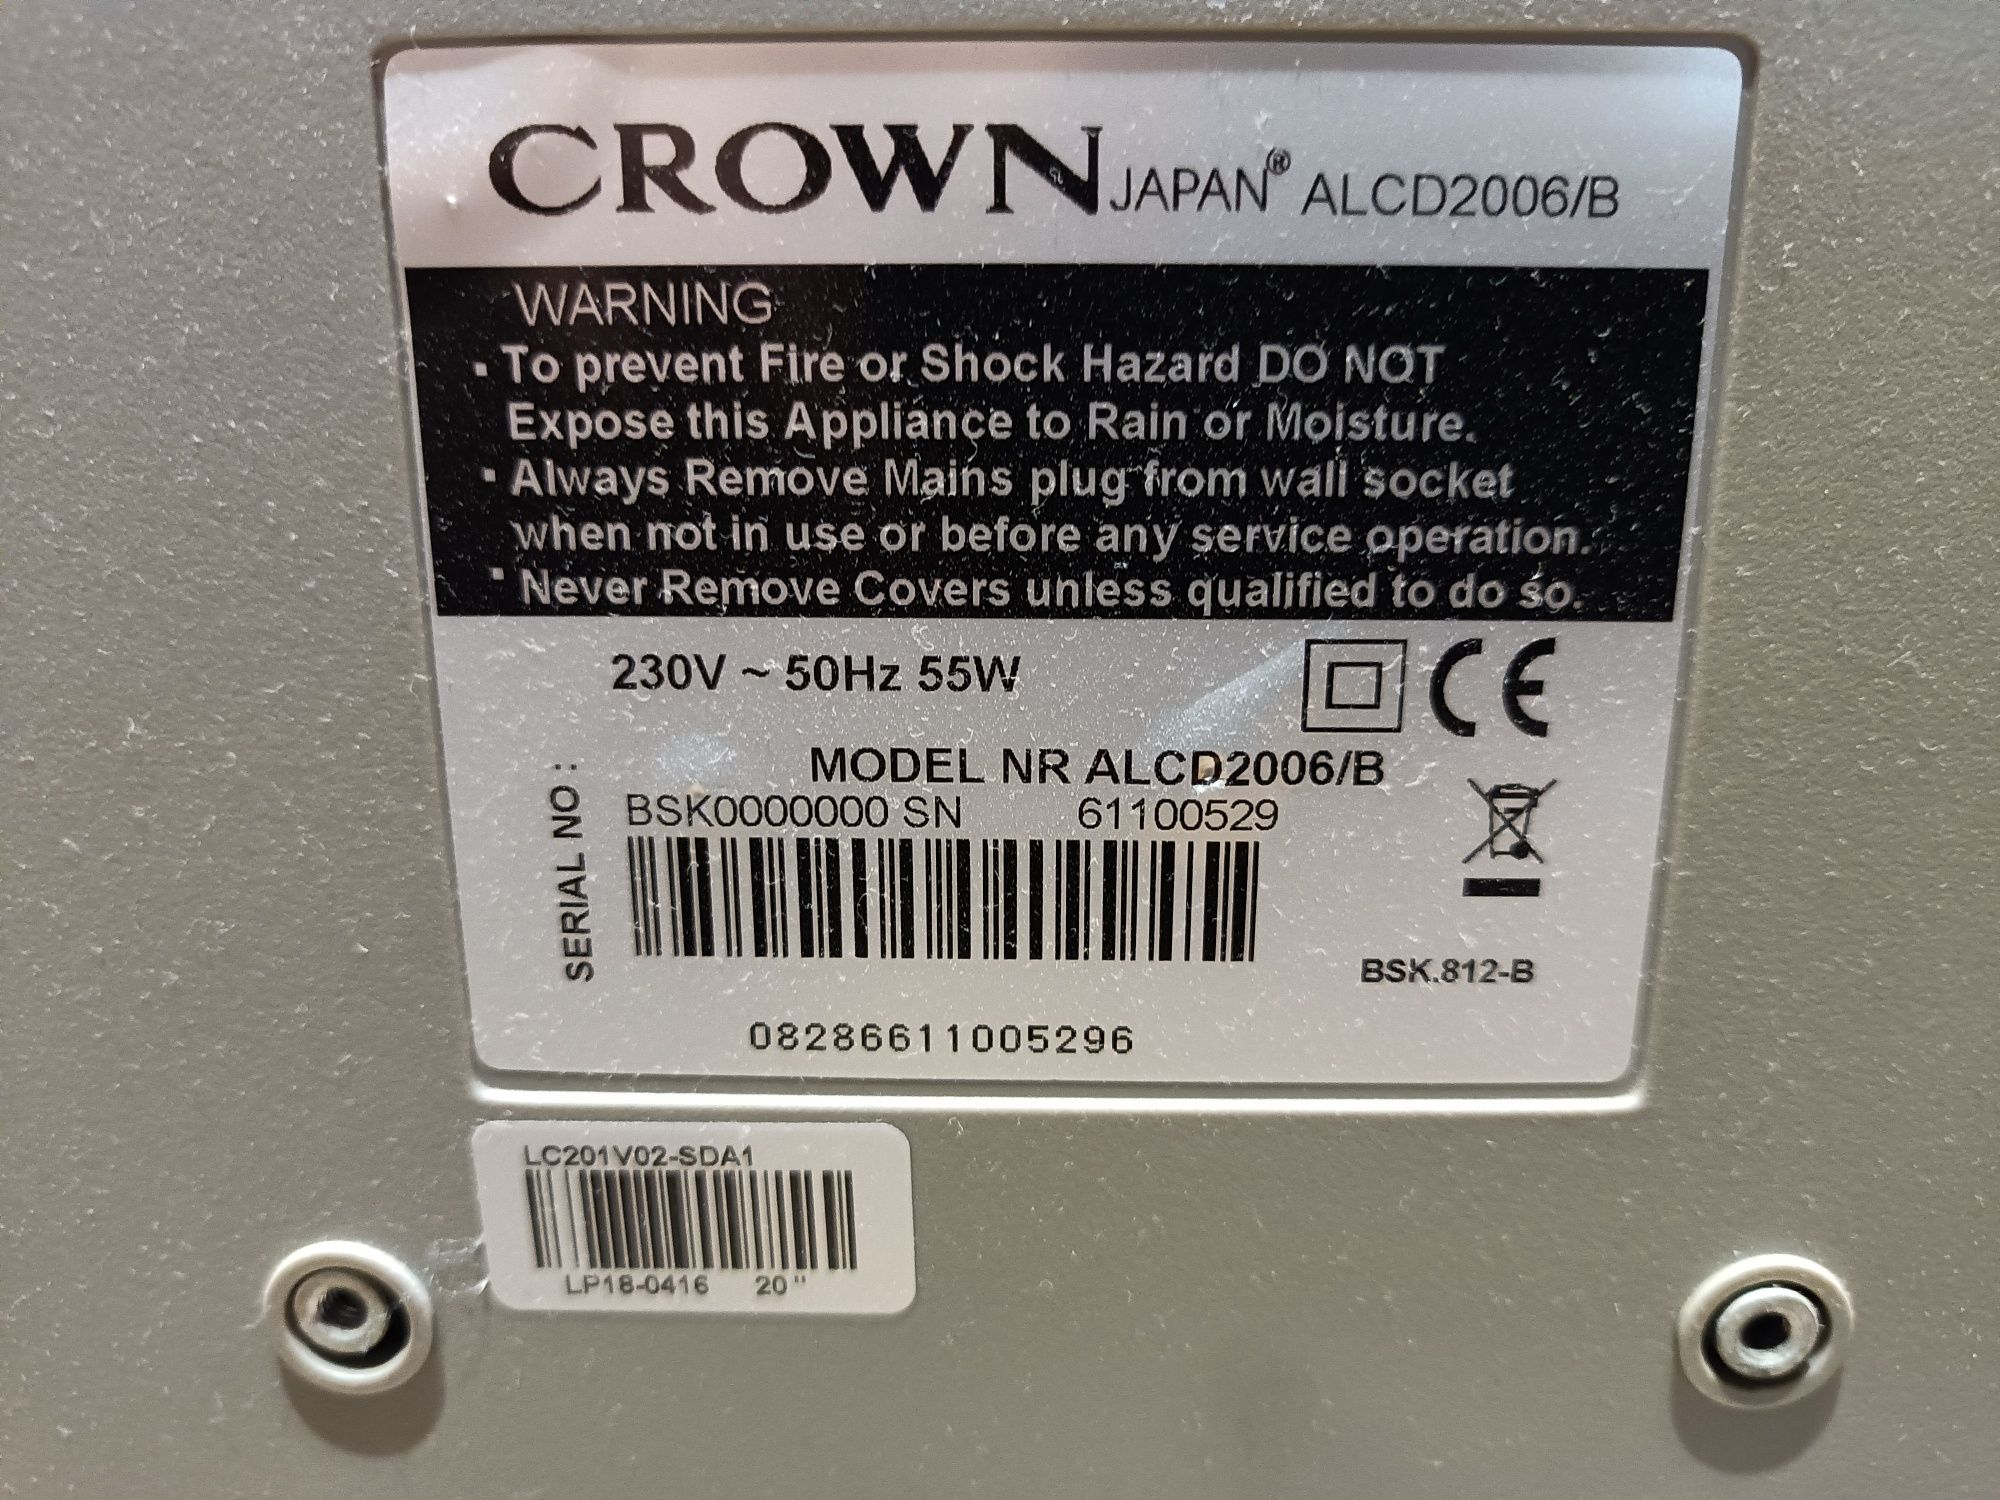 CROWN JAPAN® ALCD2006/B
WARNING
▪ To prevent Fire or Shock Hazard DO NOT
Expose this Appliance to Rain or Moisture.
▪ Always Remove Mains plug from wall socket
when not in use or before any service operation.
▪ Never Remove Covers unless qualified to do so.
230V ~ 50Hz 55W
CE
MODEL NR ALCD2006/B
SERIAL NO :
BSK0000000 SN 61100529
BSK.812-B
08286611005296
LC201V02-SDA1
LP18-0416 20"